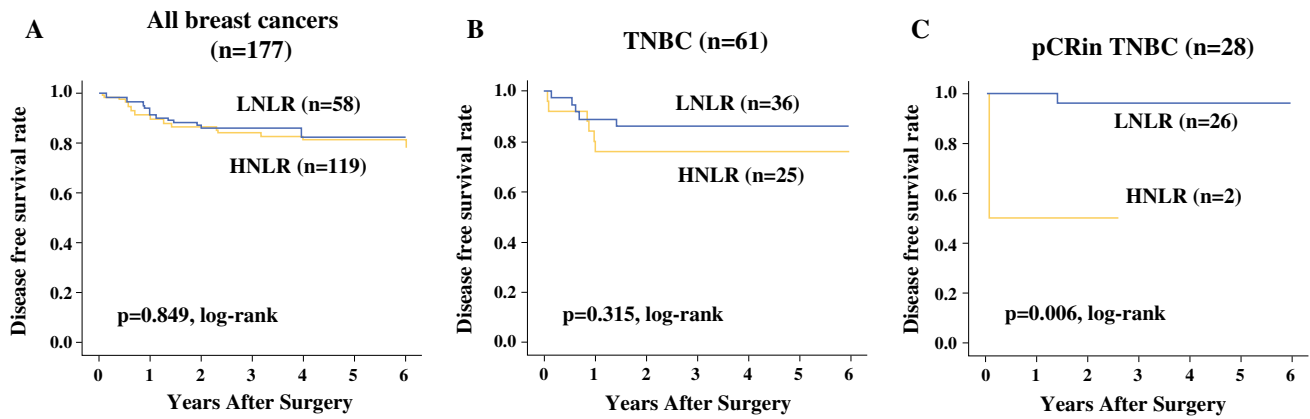 A
All breast cancers
(n=177)
Disease free survival rate
1.0
0.8
0.6
0.4
0.2
0.0
LNLR (n=58)
HNLR (n=119)
p=0.849, log-rank
0 1 2 3 4 5 6
Years After Surgery
B
TNBC (n=61)
Disease free survival rate
1.0
0.8
0.6
0.4
0.2
0.0
LNLR (n=36)
HNLR (n=25)
p=0.315, log-rank
0 1 2 3 4 5 6
Years After Surgery
C
pCRin TNBC (n=28)
Disease free survival rate
1.0
0.8
0.6
0.4
0.2
0.0
LNLR (n=26)
HNLR (n=2)
p=0.006, log-rank
0 1 2 3 4 5 6
Years After Surgery